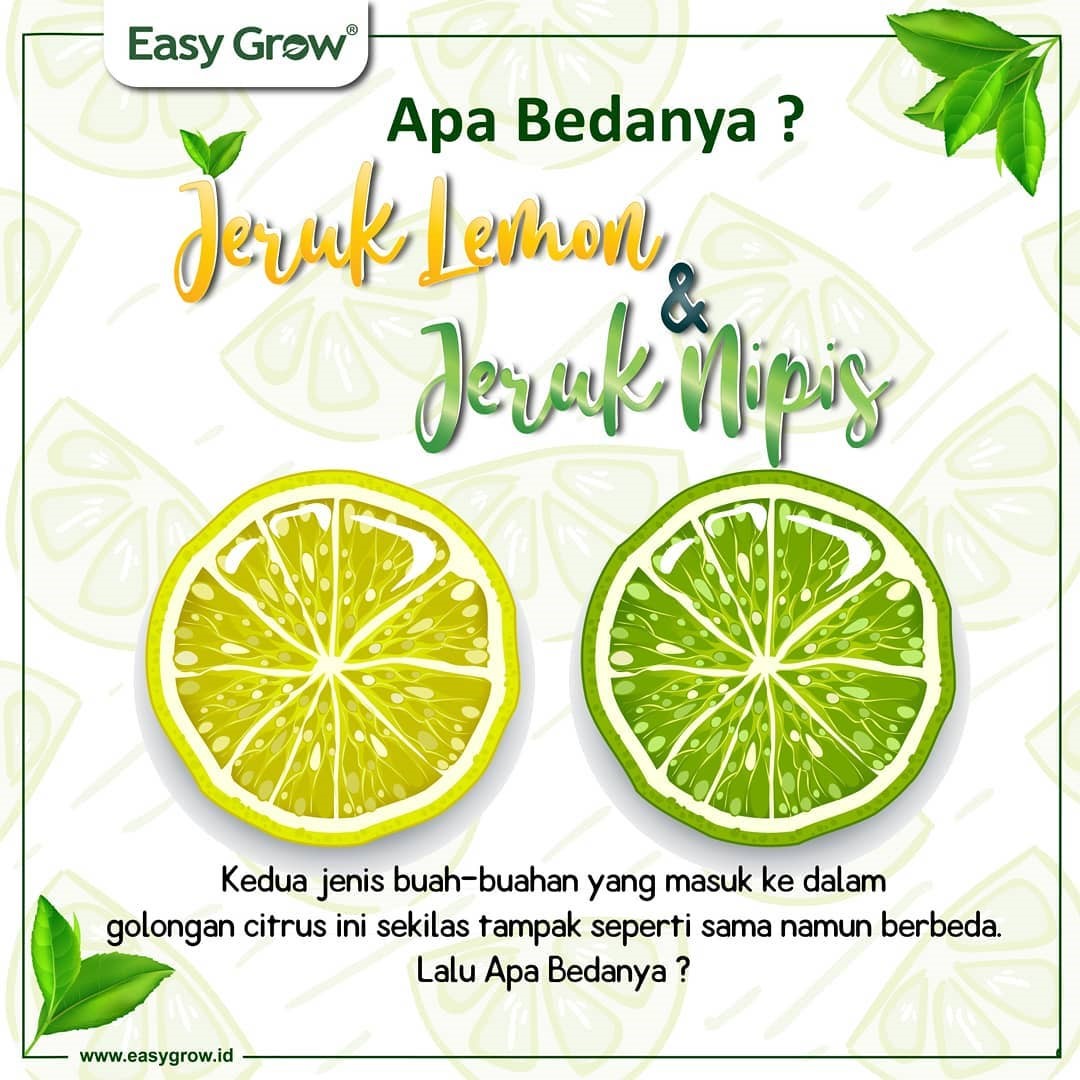 Easy Grow®
Apa Bedanya ?
Jeruk Lemon
&
Jeruk Nipis
Kedua jenis buah-buahan yang masuk ke dalam
golongan citrus ini sekilas tampak seperti sama namun berbeda.
Lalu Apa Bedanya ?
www.easygrow.id